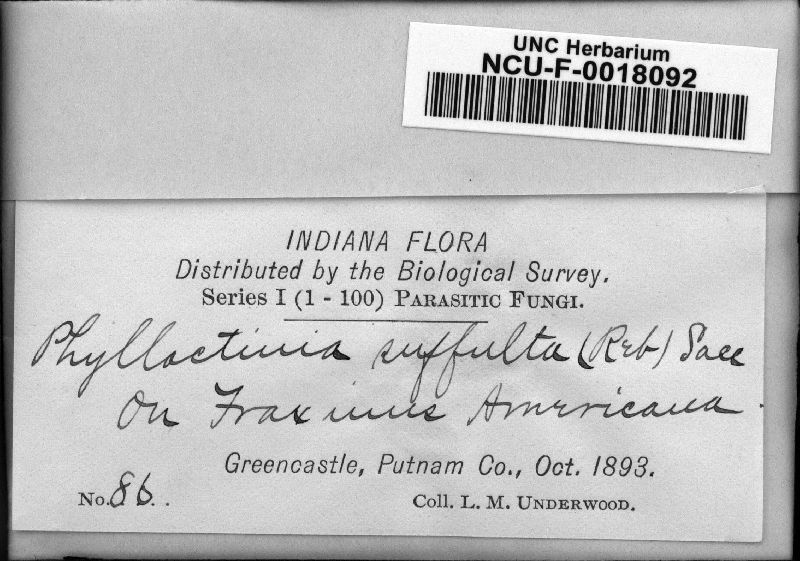 UNC Herbarium
NCU-F-0018092
INDIANA FLORA
Distributed by the Biological Survey.
Series I (1 - 100) PARASITIC FUNGI.
Phyllactinia suffulta (Reb) Sacc
On Fraxinus Americana.
Greencastle, Putnam Co., Oct. 1893.
No. 86..
Coll. L. M. UNDERWOOD.